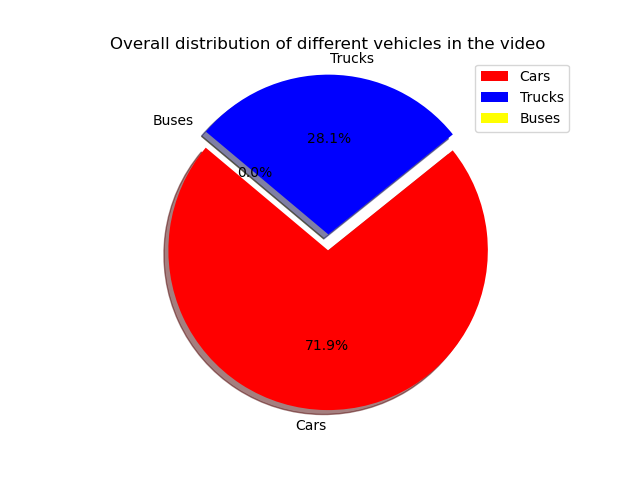 Overall distribution of different vehicles in the video
Trucks
Cars
Trucks
Buses
Buses
28.1%
0.0%
71.9%
Cars